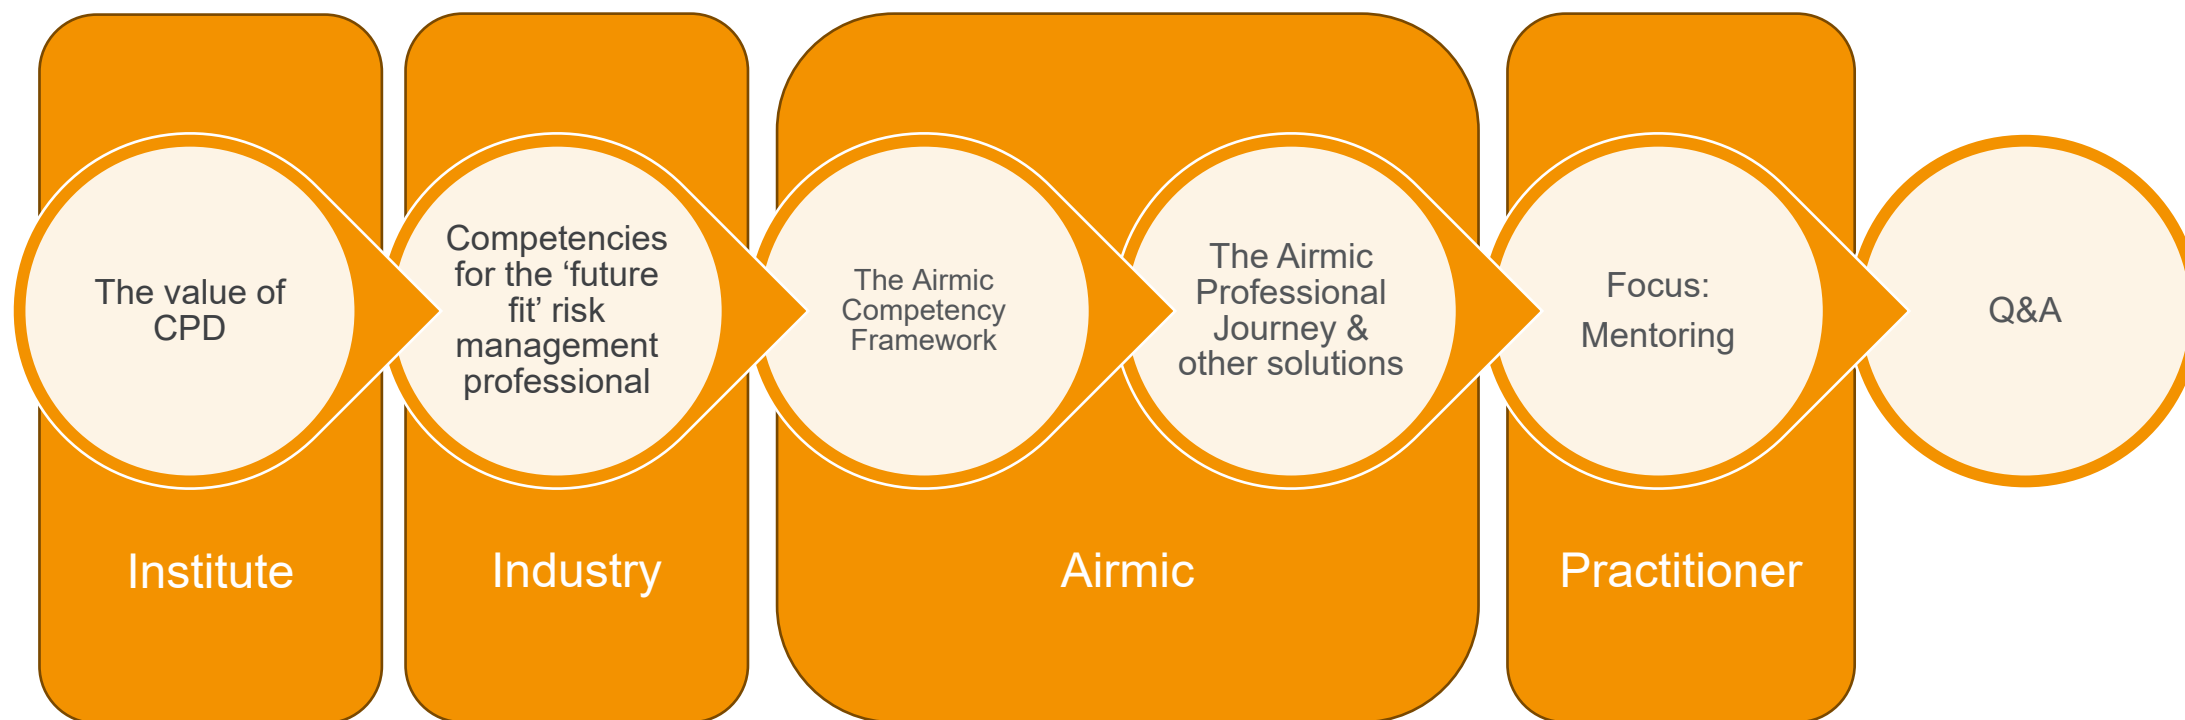 The value of
CPD
Competencies
for the ‘future
fit’ risk
management
professional
The Airmic
Competency
Framework
The Airmic
Professional
Journey &
other solutions
Focus:
Mentoring
Q&A
Institute
Industry
Airmic
Practitioner